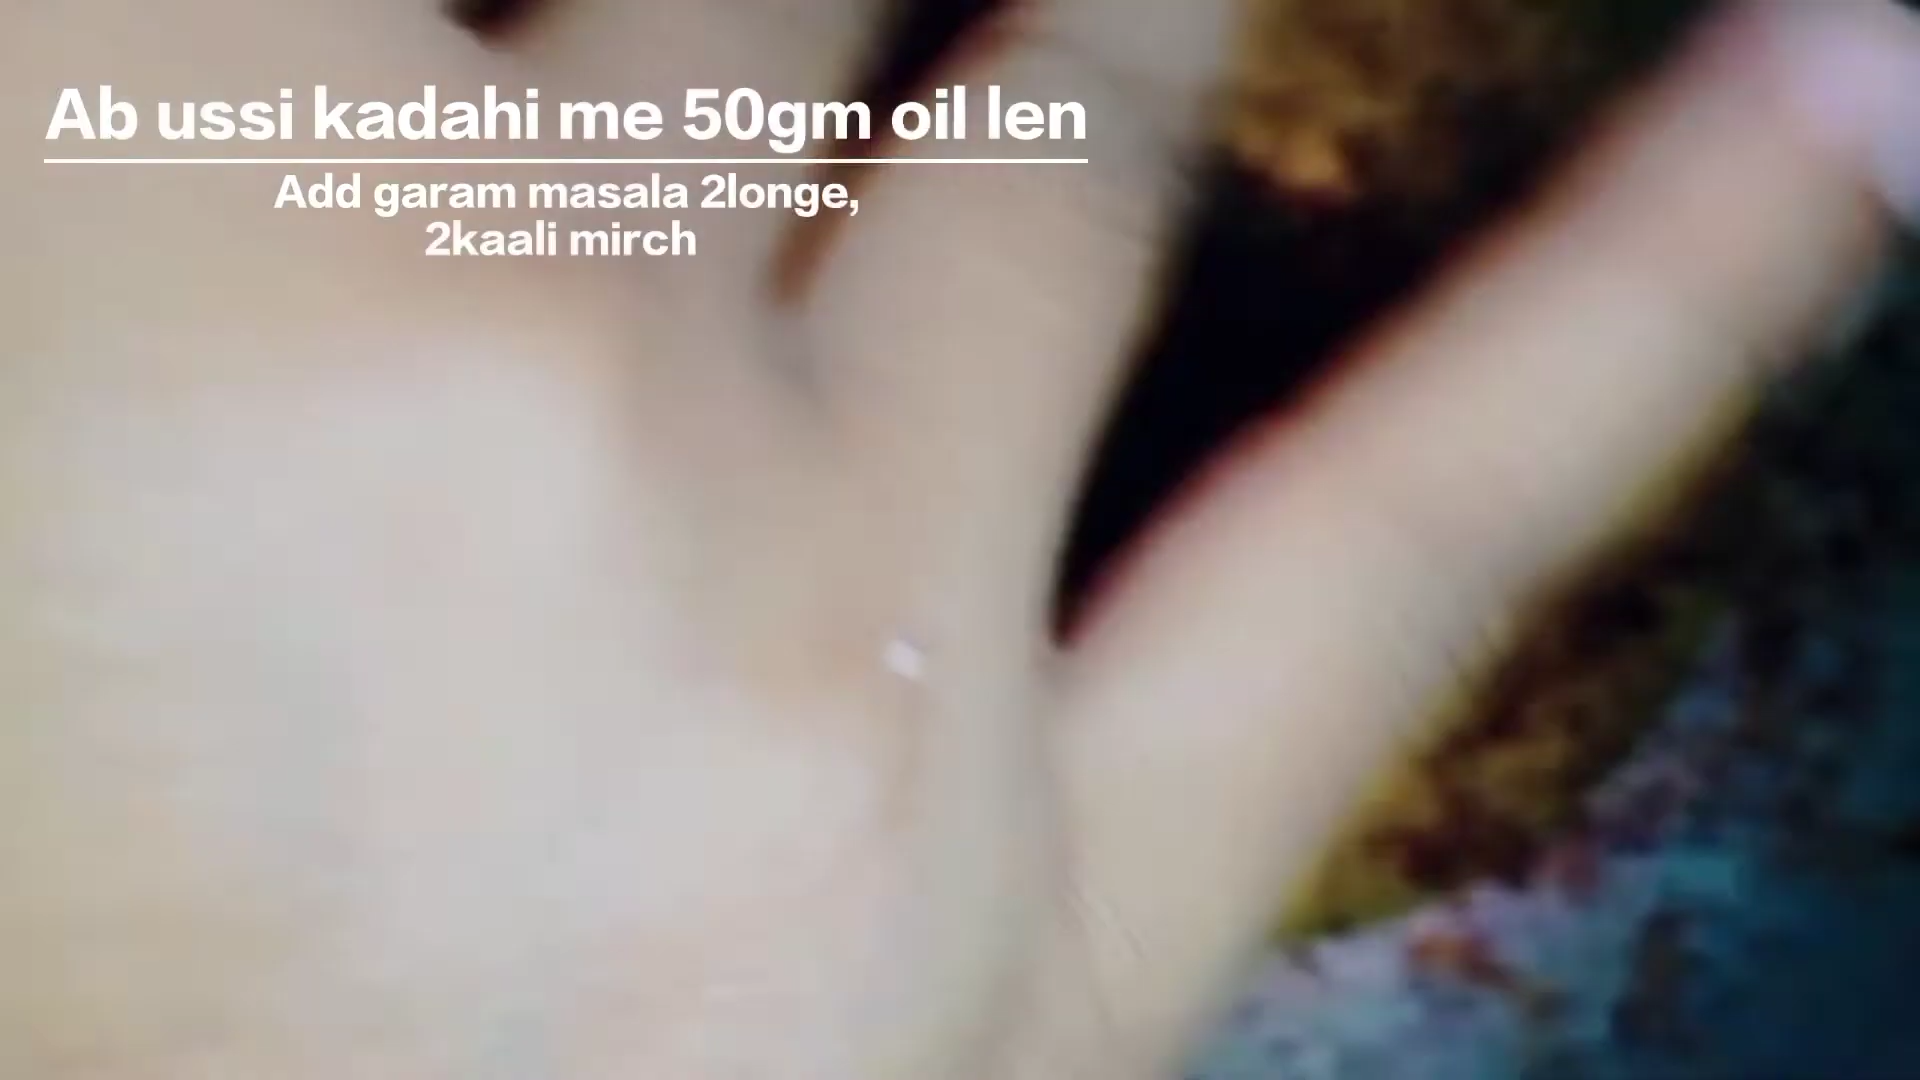 Ab ussi kadahi me 50gm oil len
Add garam masala 2longe,
2kaali mirch